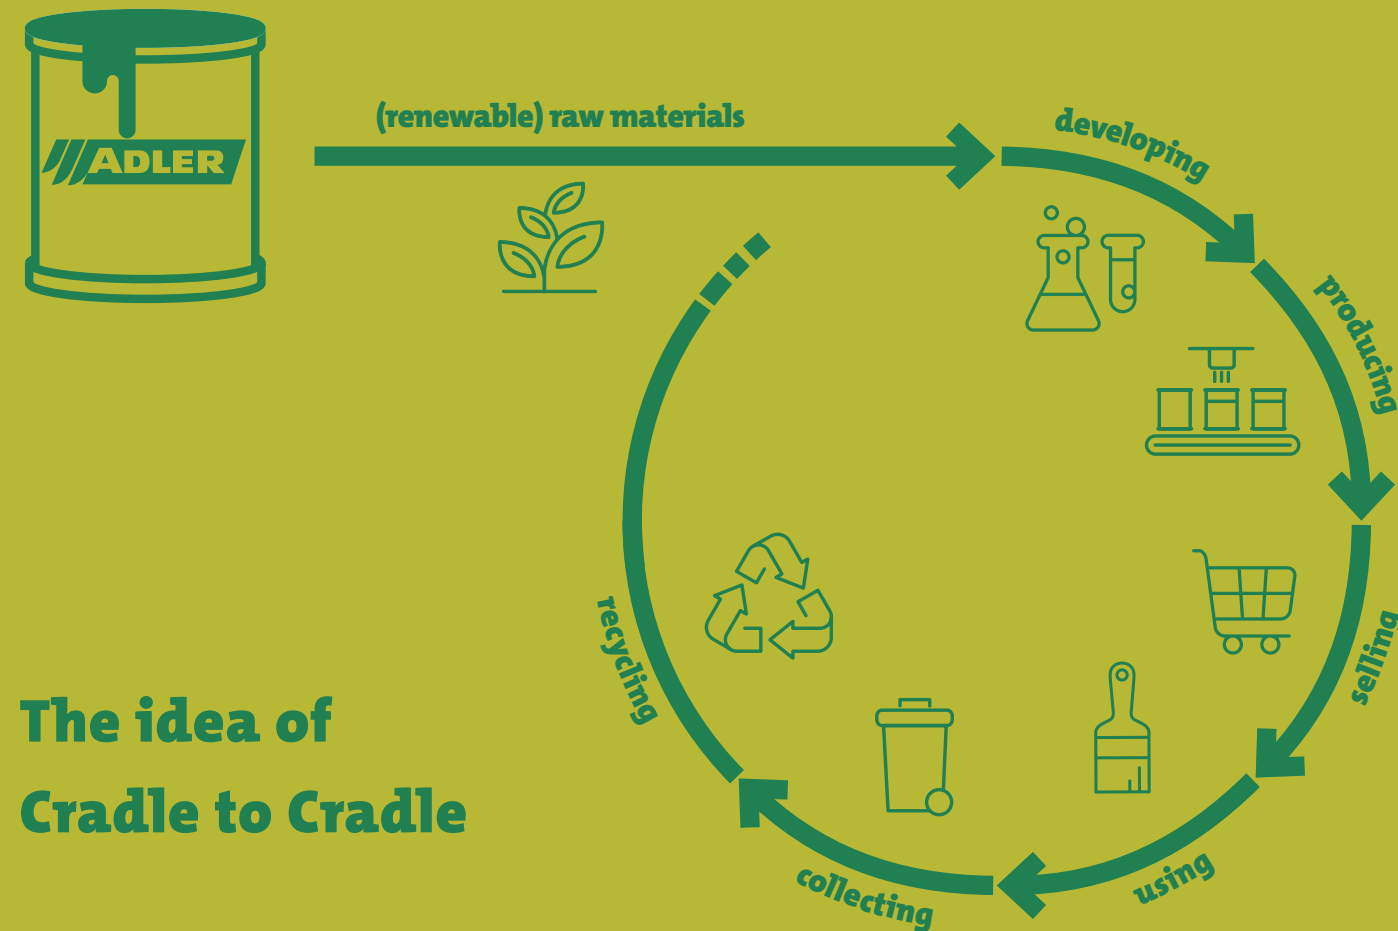 ADLER
(renewable) raw materials
developing
producing
selling
using
collecting
recycling
The idea of
Cradle to Cradle